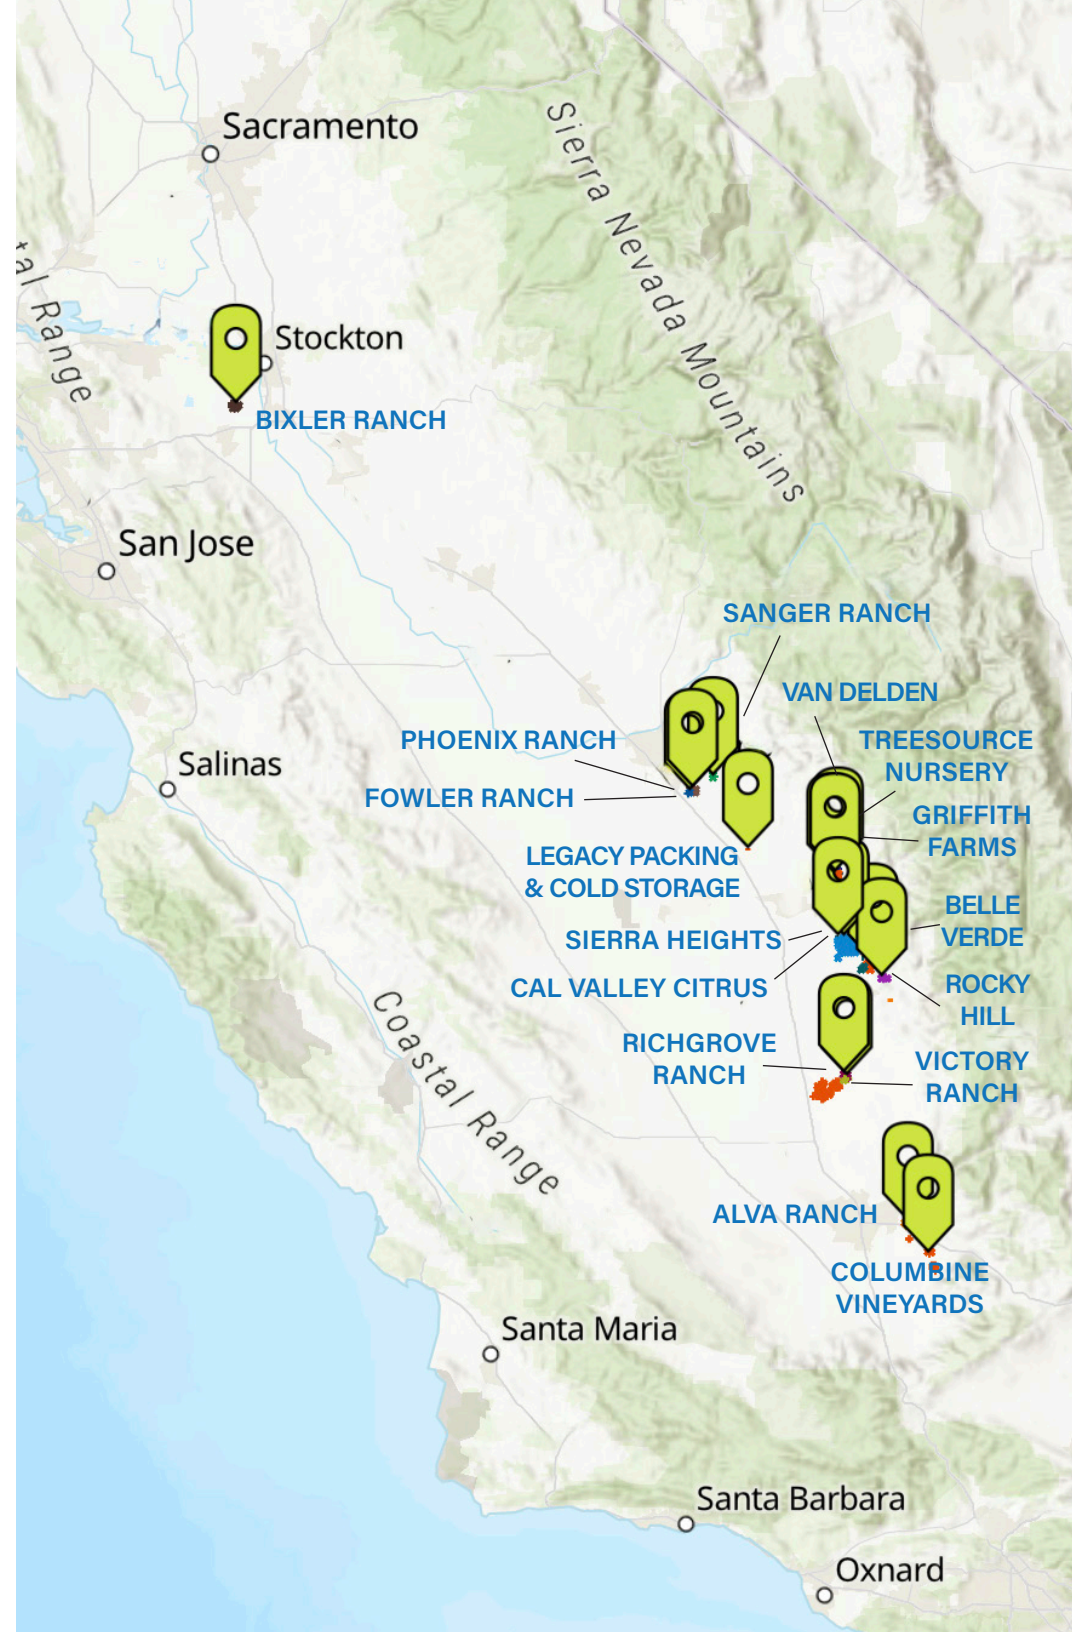 Sacramento
Sierra Nevada Mountains
tal Range
Stockton
BIXLER RANCH
San Jose
SANGER RANCH
VAN DELDEN
PHOENIX RANCH
TREESOURCE
NURSERY
Salinas
FOWLER RANCH
GRIFFITH
FARMS
LEGACY PACKING
& COLD STORAGE
BELLE
VERDE
SIERRA HEIGHTS
CAL VALLEY CITRUS
ROCKY
HILL
Coastal Range
RICHGROVE
RANCH
VICTORY
RANCH
ALVA RANCH
COLUMBINE
VINEYARDS
Santa Maria
Santa Barbara
Oxnard